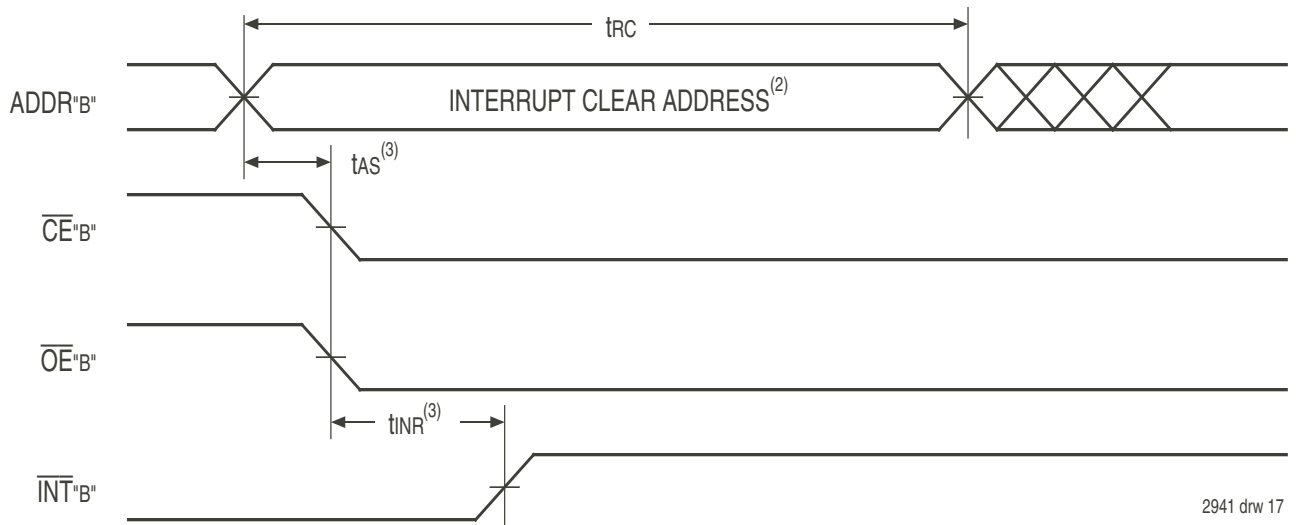 tRC
ADDR"B"
INTERRUPT CLEAR ADDRESS(2)
tAS(3)
CE"B"
OE"B"
tINR(3)
INT"B"
2941 drw 17